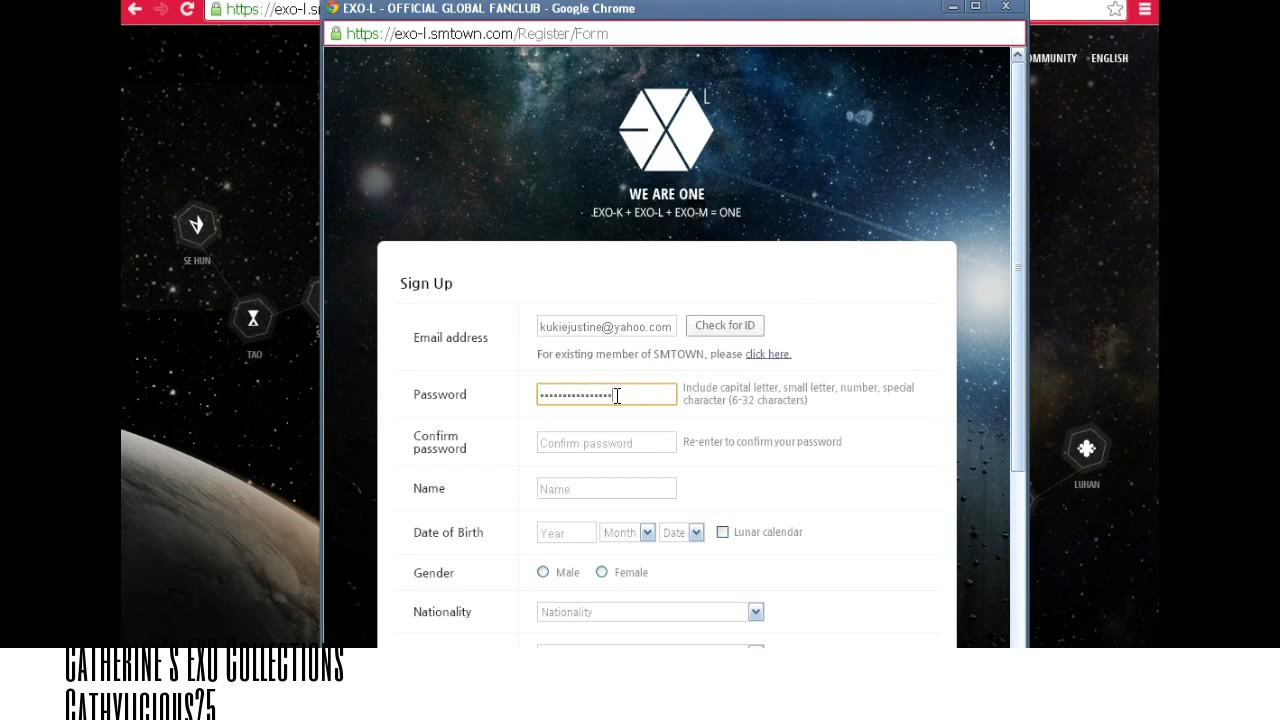 https://exo-l.s
EXO-L - OFFICIAL GLOBAL FANCLUB - Google Chrome
https://exo-l.smtown.com/Register/Form
OMMUNITY ENGLISH
L
WE ARE ONE
EXO-K + EXO-L + EXO-M = ONE
SE HUN
TAO
LUHAN
Sign Up
Email address kukiejustine@yahoo.com Check for ID
For existing member of SMTOWN, please click here.
Password •••••••••••••••• Include capital letter, small letter, number, special
character (6-32 characters)
Confirm
password Confirm password Re-enter to confirm your password
Name Name
Date of Birth Year Month Date Lunar calendar
Gender Male Female
Nationality Nationality
Catherine's EXO Collections
Cathylicious25